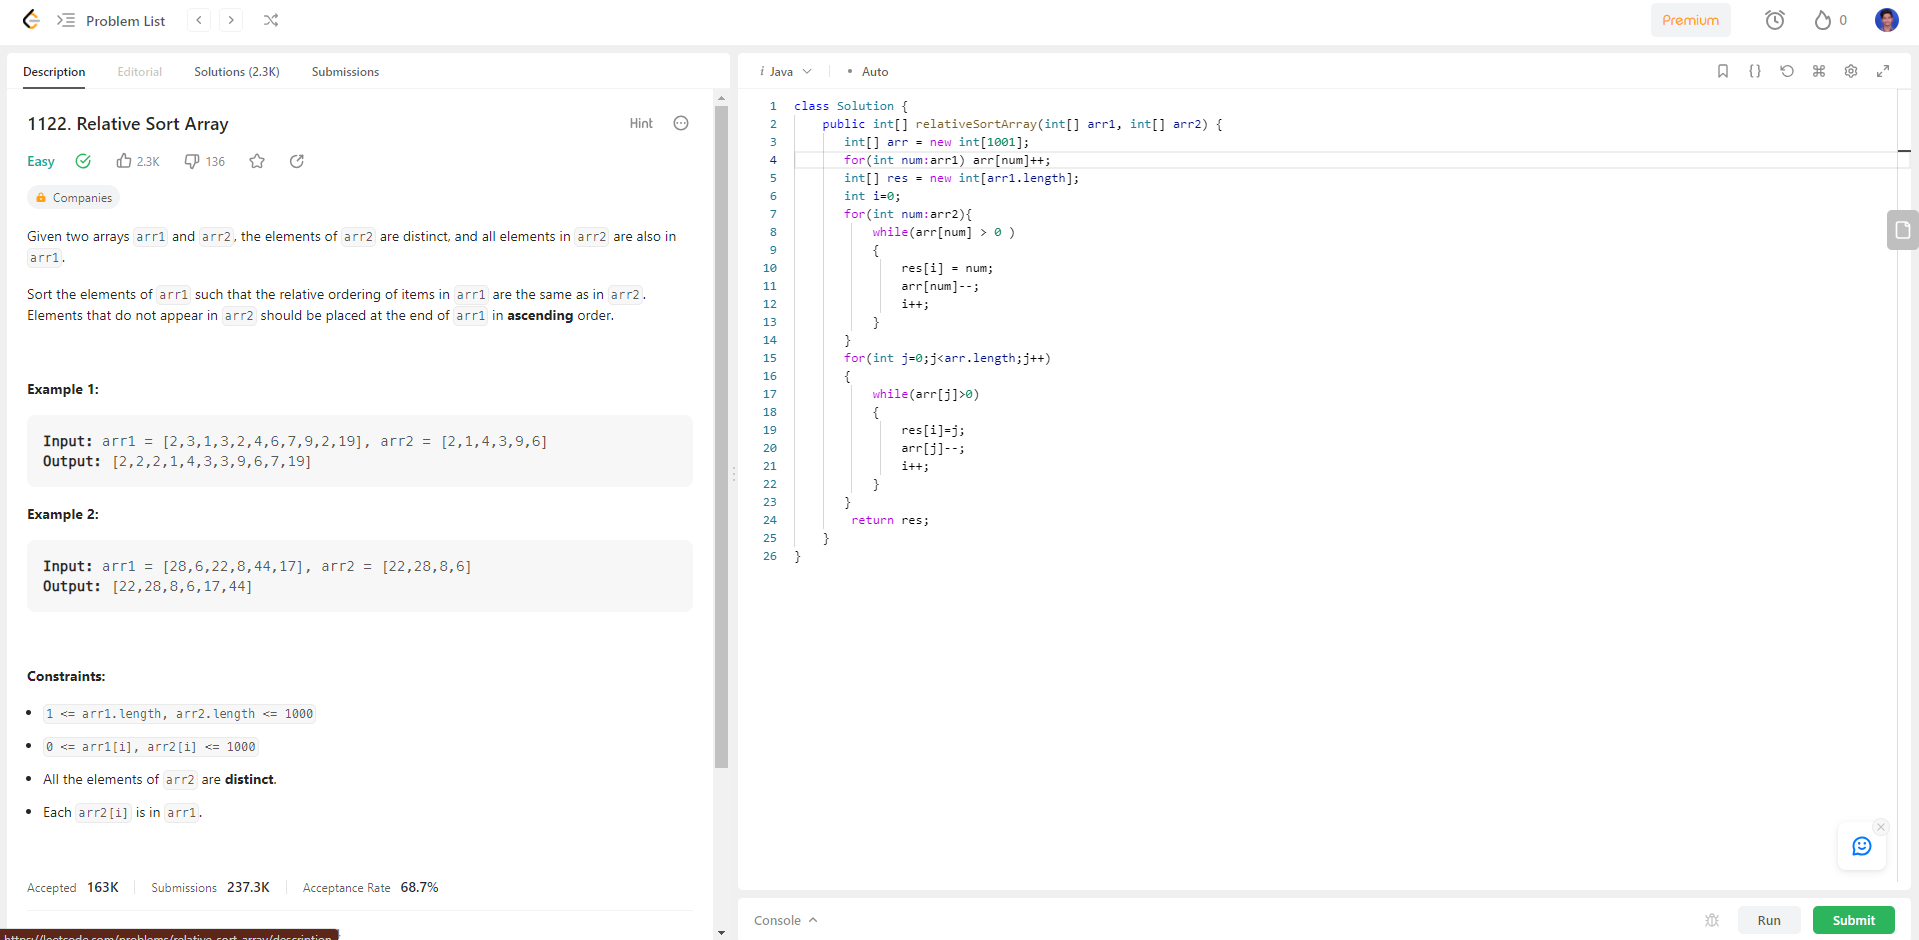 Problem List
Premium
0
Description Editorial Solutions (2.3K) Submissions
1122. Relative Sort Array
Hint
Easy 2.3K 136
Companies
Given two arrays arr1 and arr2, the elements of arr2 are distinct, and all elements in arr2 are also in
arr1.
Sort the elements of arr1 such that the relative ordering of items in arr1 are the same as in arr2.
Elements that do not appear in arr2 should be placed at the end of arr1 in ascending order.
Example 1:
Input: arr1 = [2,3,1,3,2,4,6,7,9,2,19], arr2 = [2,1,4,3,9,6]
Output: [2,2,2,1,4,3,3,9,6,7,19]
Example 2:
Input: arr1 = [28,6,22,8,44,17], arr2 = [22,28,8,6]
Output: [22,28,8,6,17,44]
Constraints:
• 1 <= arr1.length, arr2.length <= 1000
• 0 <= arr1[i], arr2[i] <= 1000
• All the elements of arr2 are distinct.
• Each arr2[i] is in arr1.
Accepted 163K Submissions 237.3K Acceptance Rate 68.7%
https://leetcode.com/problems/relative-sort-array/description
i Java • Auto
1 class Solution {
2 public int[] relativeSortArray(int[] arr1, int[] arr2) {
3 int[] arr = new int[1001];
4 for(int num:arr1) arr[num]++;
5 int[] res = new int[arr1.length];
6 int i=0;
7 for(int num:arr2){
8 while(arr[num] > 0 )
9 {
10 res[i] = num;
11 arr[num]--;
12 i++;
13 }
14 }
15 for(int j=0;j<arr.length;j++)
16 {
17 while(arr[j]>0)
18 {
19 res[i]=j;
20 arr[j]--;
21 i++;
22 }
23 }
24 return res;
25 }
26 }
Console
Run
Submit